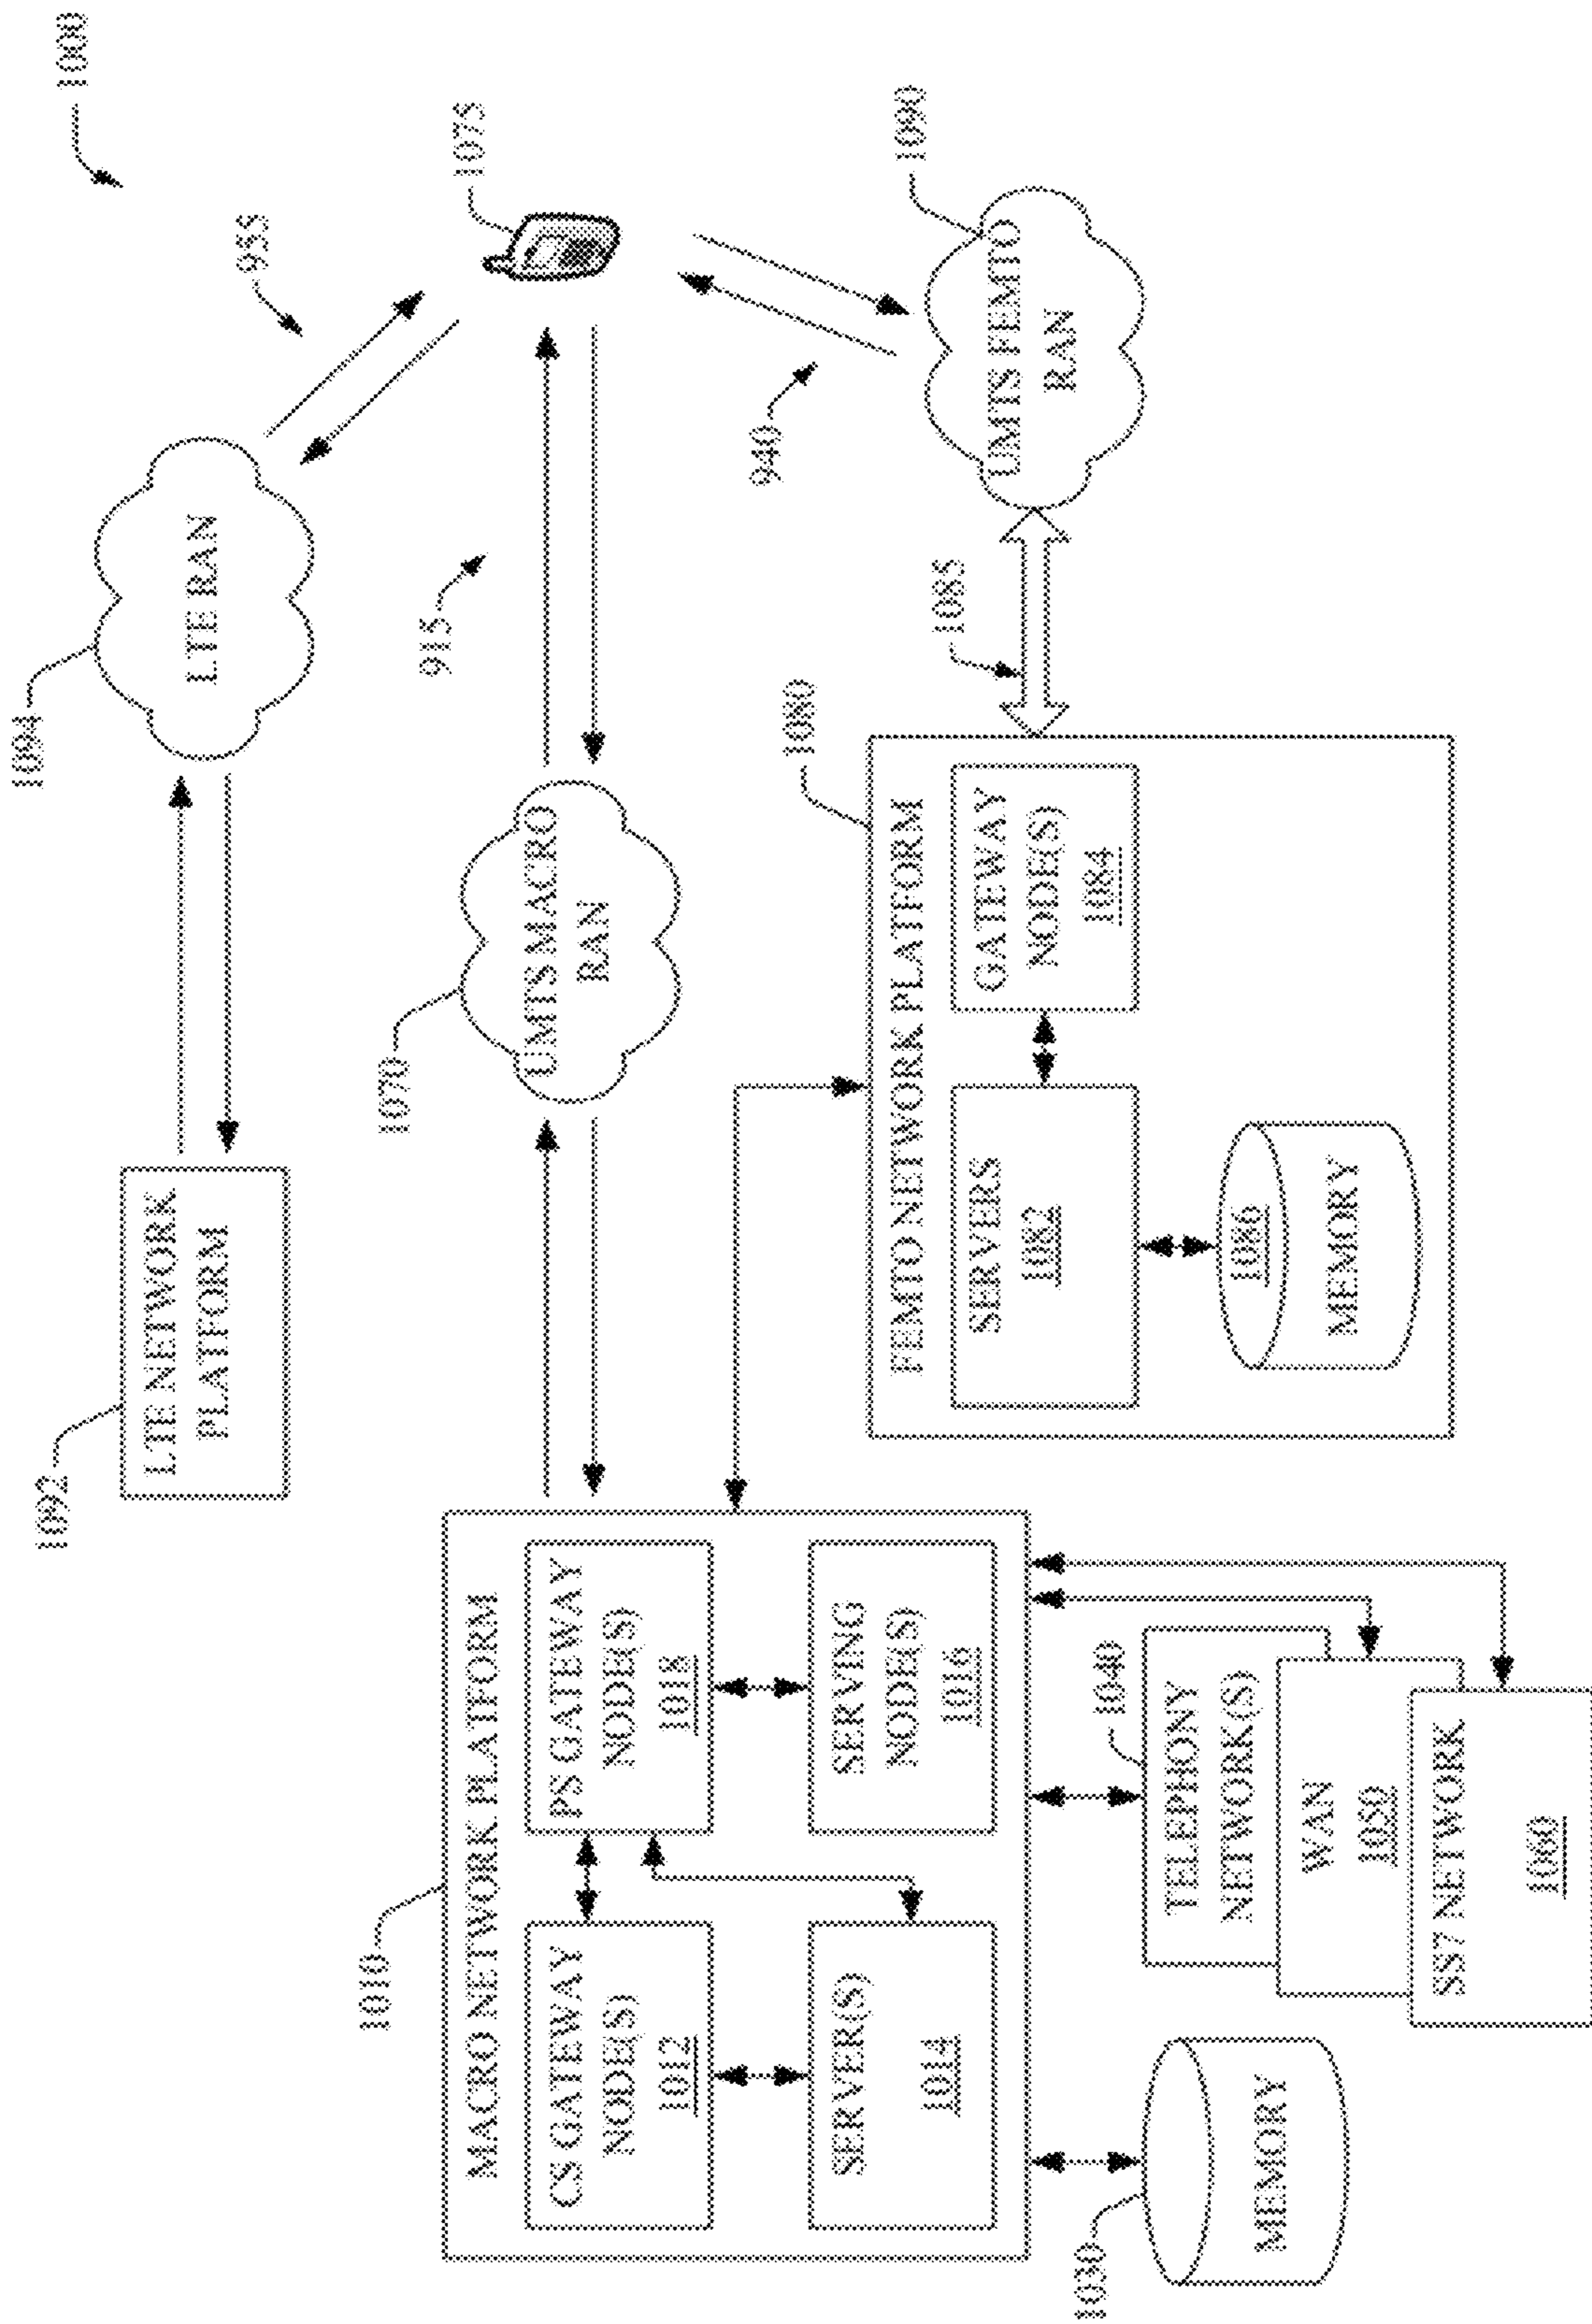 1000
1092
LTE NETWORK
PLATFORM
1094
LTE RAN
955
1075
1010
MACRO NETWORK PLATFORM
CS GATEWAY
NODE(S)
1012
PS GATEWAY
NODE(S)
1018
SERVER(S)
1014
SERVING
NODE(S)
1016
1070
UMTS MACRO
RAN
915
1030
MEMORY
1040
TELEPHONY
NETWORK(S)
WAN
1050
SS7 NETWORK
1060
1080
FEMTO NETWORK PLATFORM
SERVERS
1082
GATEWAY
NODE(S)
1084
1086
MEMORY
1085
940
1090
UMTS FEMTO
RAN